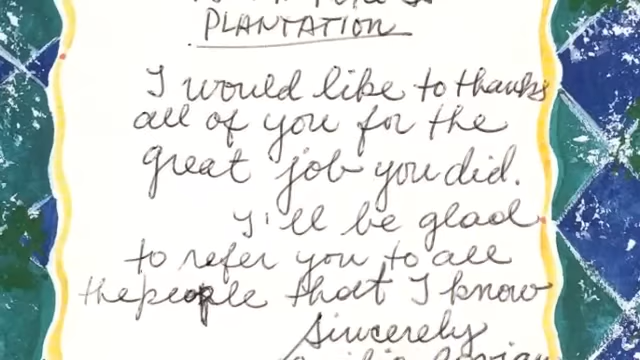 PLANTATION
I would like to thanks
all of you for the
great job you did.
I'll be glad
to refer you to all
the people that I know
Sincerely